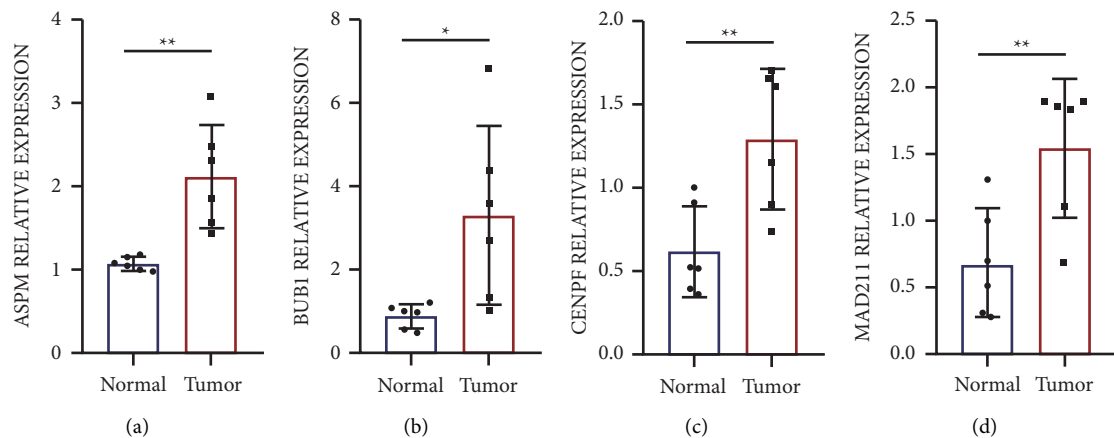 ASPM RELATIVE EXPRESSION
4
3
2
1
0
**
Normal Tumor
(a)
BUB1 RELATIVE EXPRESSION
8
6
4
2
0
*
Normal Tumor
(b)
CENPF RELATIVE EXPRESSION
2.0
1.5
1.0
0.5
0.0
**
Normal Tumor
(c)
MAD211 RELATIVE EXPRESSION
2.5
2.0
1.5
1.0
0.5
0.0
**
Normal Tumor
(d)